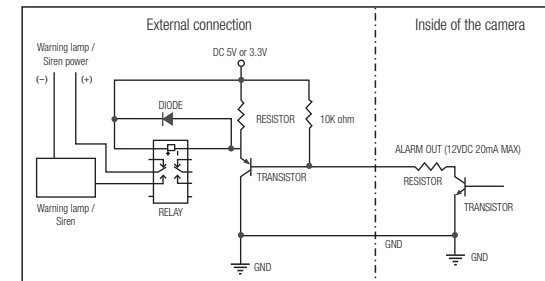 External connection
Inside of the camera
Warning lamp /
Siren power
(−)
(+)
DC 5V or 3.3V
DIODE
RESISTOR
10K ohm
ALARM OUT (12VDC 20mA MAX)
RESISTOR
TRANSISTOR
TRANSISTOR
Warning lamp /
Siren
RELAY
GND
GND
GND